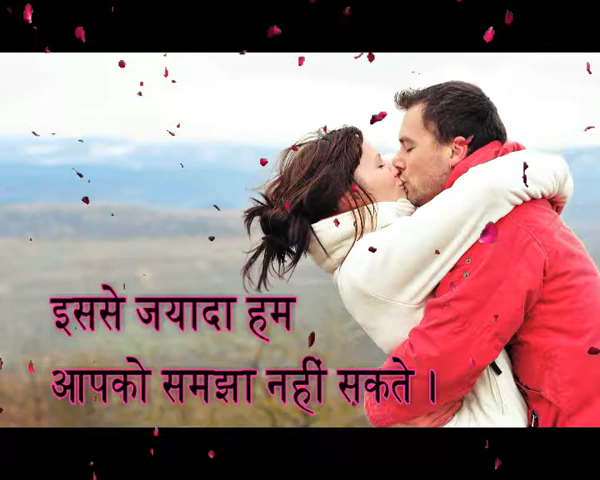 इससे जयादा हम
आपको समझा नहीं सकते ।